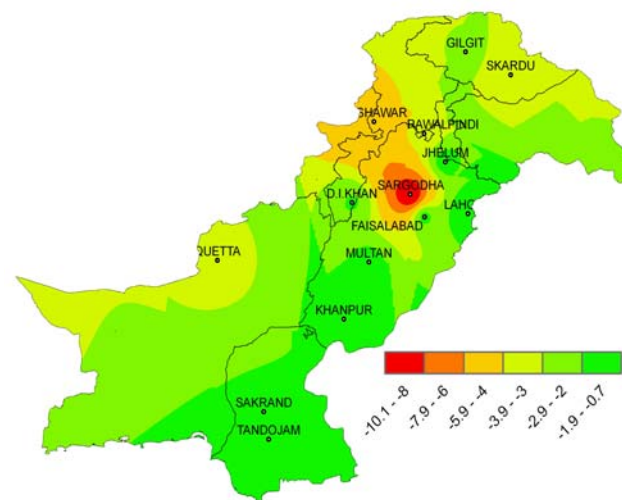 GILGIT
SKARDU
SHAWAR
RAWALPINDI
JHELUM
SARGODHA
D.I.KHAN
LAHO
FAISALABAD
QUETTA
MULTAN
KHANPUR
SAKRAND
TANDOJAM
-10.1 - -8
-7.9 - -6
-5.9 - -4
-3.9 - -3
-2.9 - -2
-1.9 - -0.7